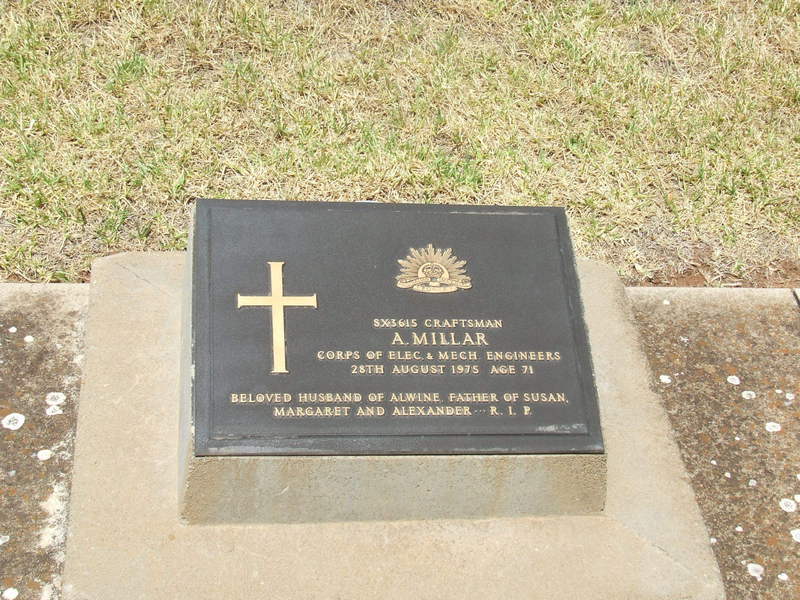 SX3615 CRAFTSMAN
A. MILLAR
CORPS OF ELEC. & MECH. ENGINEERS
28TH AUGUST 1975 AGE 71
BELOVED HUSBAND OF ALWINE, FATHER OF SUSAN,
MARGARET AND ALEXANDER ··· R. I. P.